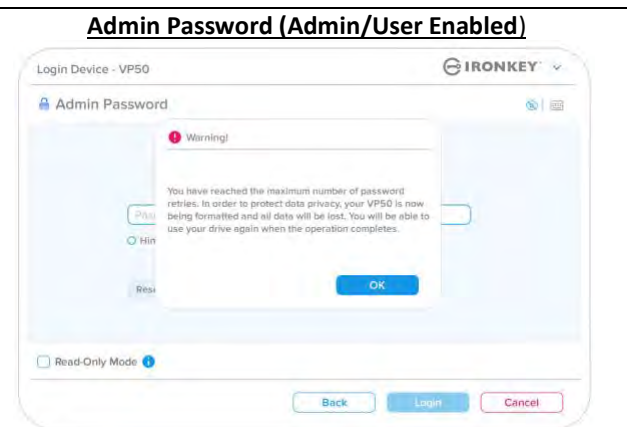 Admin Password (Admin/User Enabled)
Login Device - VP50
IRONKEY
Admin Password
Warning!
You have reached the maximum number of password
retries. In order to protect data privacy, your VP50 is now
being formatted and all data will be lost. You will be able to
use your drive again when the operation completes.
OK
Read-Only Mode
Back Login Cancel